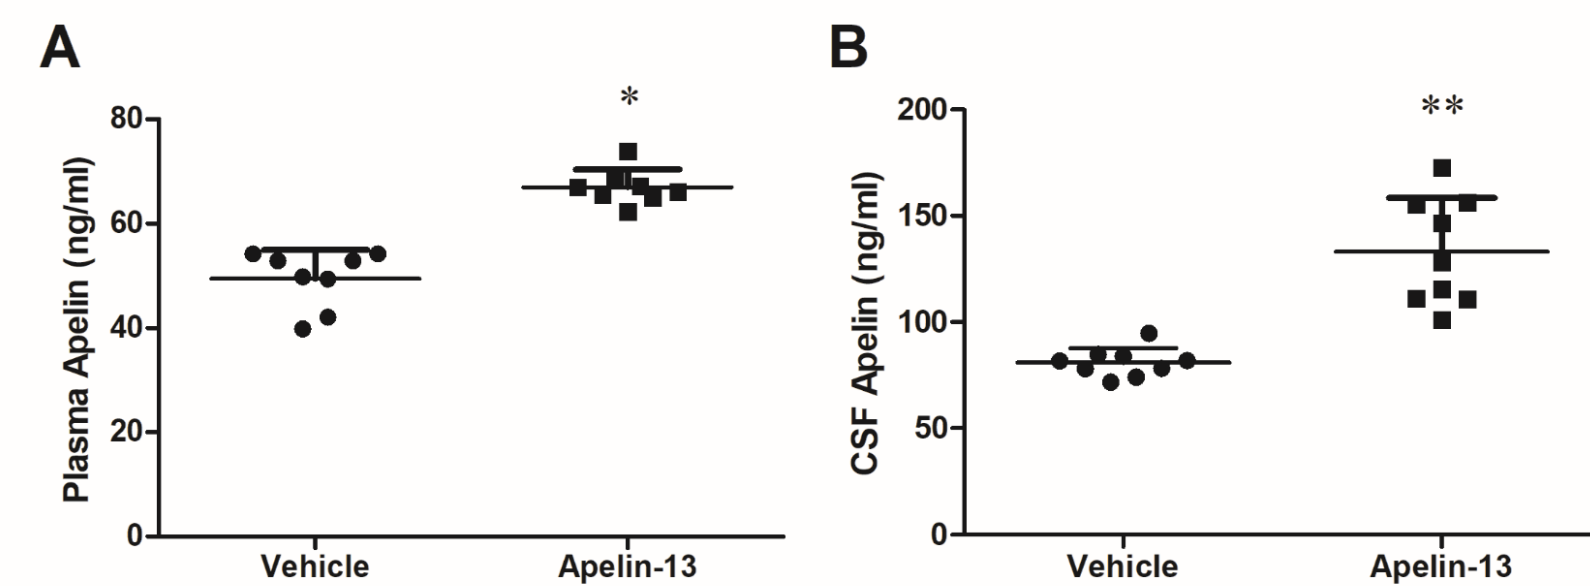 A
Plasma Apelin (ng/ml)
80
60
40
20
0
*
Vehicle
Apelin-13
B
CSF Apelin (ng/ml)
200
150
100
50
0
**
Vehicle
Apelin-13